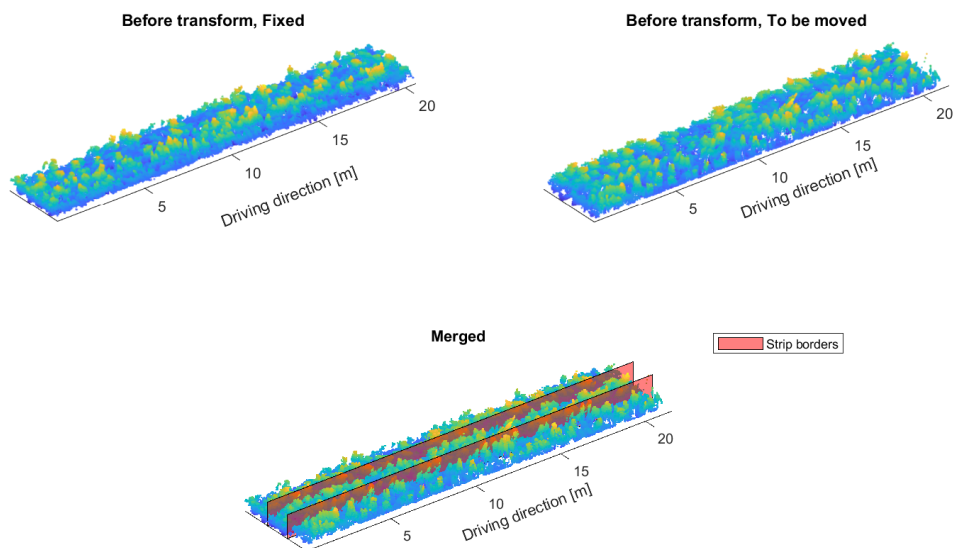 Before transform, Fixed
20
15
10
5
Driving direction [m]
Before transform, To be moved
20
15
10
5
Driving direction [m]
Merged
Strip borders
20
15
10
5
Driving direction [m]